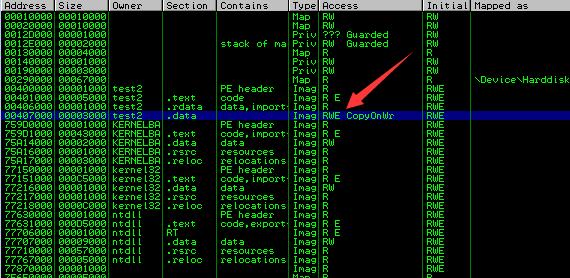 Address Size Owner Section Contains Type Access Initial Mapped as
00010000 00010000 Map RW RW
00020000 00010000 Map RW RW
0012D000 00001000 Priv ??? Guarded RW
0012E000 00002000 stack of ma Priv RW Guarded RW
00130000 00004000 Map R R
00140000 00001000 Priv RW RW
00190000 00003000 Priv RW RW
00290000 00067000 Map R R \Device\Harddisk
00400000 00001000 test2 PE header Imag R RWE
00401000 00005000 test2 .text code Imag R E RWE
00406000 00001000 test2 .rdata data,import Imag R RWE
00407000 00003000 test2 .data Imag RWE CopyOnWr RWE
759D0000 00001000 KERNELBA PE header Imag R RWE
759D1000 00043000 KERNELBA .text code,import Imag R E RWE
75A14000 00002000 KERNELBA .data data Imag RW RWE
75A16000 00001000 KERNELBA .rsrc resources Imag R RWE
75A17000 00003000 KERNELBA .reloc relocations Imag R RWE
77150000 00001000 kernel32 PE header Imag R RWE
77151000 000C5000 kernel32 .text code,import Imag R E RWE
77216000 00001000 kernel32 .data data Imag RW RWE
77217000 00001000 kernel32 .rsrc resources Imag R RWE
77218000 0000C000 kernel32 .reloc relocations Imag R RWE
77630000 00001000 ntdll PE header Imag R RWE
77631000 000D5000 ntdll .text code,export Imag R E RWE
77706000 00001000 ntdll RT code Imag R E RWE
77707000 00009000 ntdll .data data Imag RW RWE
77710000 00057000 ntdll .rsrc resources Imag R RWE
77767000 00005000 ntdll .reloc relocations Imag R RWE
77870000 00001000 Imag R RWE